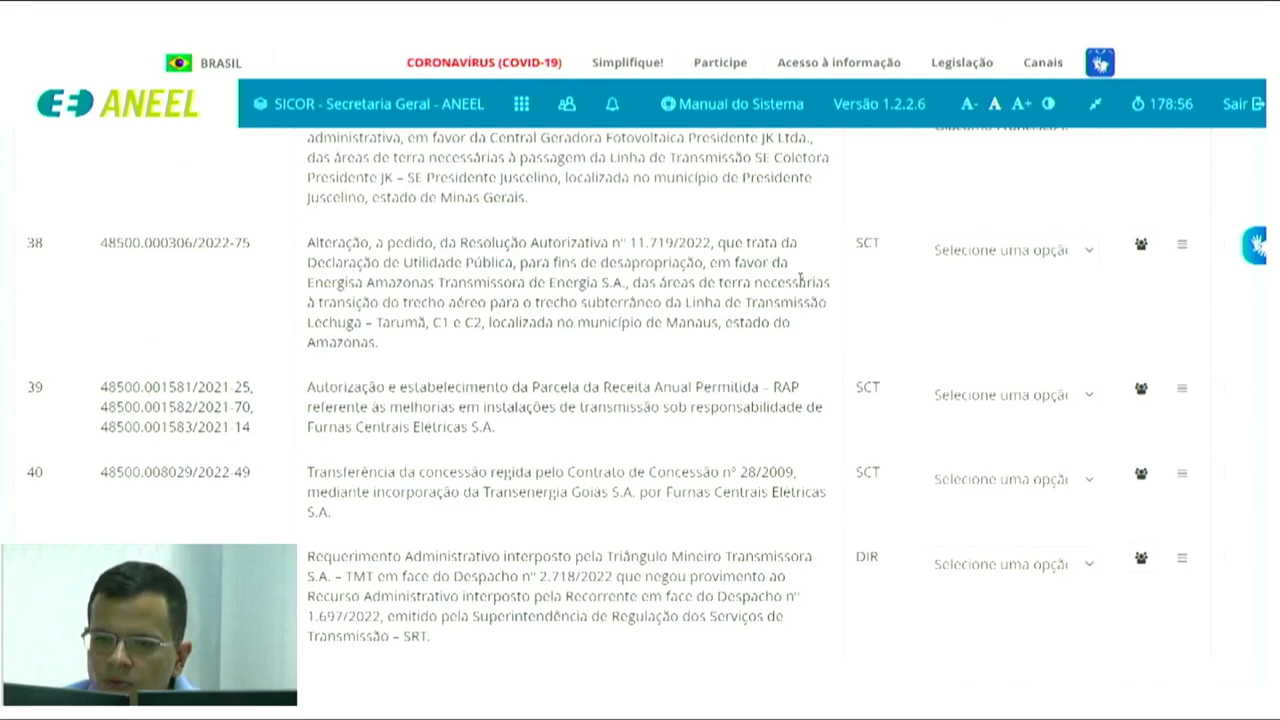 BRASIL
CORONAVÍRUS (COVID-19) Simplifique! Participe Acesso à informação Legislação Canais
ANEEL
SICOR - Secretaria Geral - ANEEL Manual do Sistema Versão 1.2.2.6 A- A A+ 178:56 Sair
administrativa, em favor da Central Geradora Fotovoltaica Presidente JK Ltda.,
das áreas de terra necessárias à passagem da Linha de Transmissão SE Coletora
Presidente JK – SE Presidente Juscelino, localizada no município de Presidente
Juscelino, estado de Minas Gerais.
38 48500.000306/2022-75 Alteração, a pedido, da Resolução Autorizativa nº 11.719/2022, que trata da SCT Selecione uma opçã
Declaração de Utilidade Pública, para fins de desapropriação, em favor da
Energisa Amazonas Transmissora de Energia S.A., das áreas de terra necessárias
à transição do trecho aéreo para o trecho subterrâneo da Linha de Transmissão
Lechuga – Tarumã, C1 e C2, localizada no município de Manaus, estado do
Amazonas.
39 48500.001581/2021-25, Autorização e estabelecimento da Parcela da Receita Anual Permitida – RAP SCT Selecione uma opçã
48500.001582/2021-70, referente às melhorias em instalações de transmissão sob responsabilidade de
48500.001583/2021-14 Furnas Centrais Elétricas S.A.
40 48500.008029/2022-49 Transferência da concessão regida pelo Contrato de Concessão nº 28/2009, SCT Selecione uma opçã
mediante incorporação da Transenergia Goiás S.A. por Furnas Centrais Elétricas
S.A.
Requerimento Administrativo interposto pela Triângulo Mineiro Transmissora DIR Selecione uma opçã
S.A. – TMT em face do Despacho nº 2.718/2022 que negou provimento ao
Recurso Administrativo interposto pela Recorrente em face do Despacho nº
1.697/2022, emitido pela Superintendência de Regulação dos Serviços de
Transmissão – SRT.